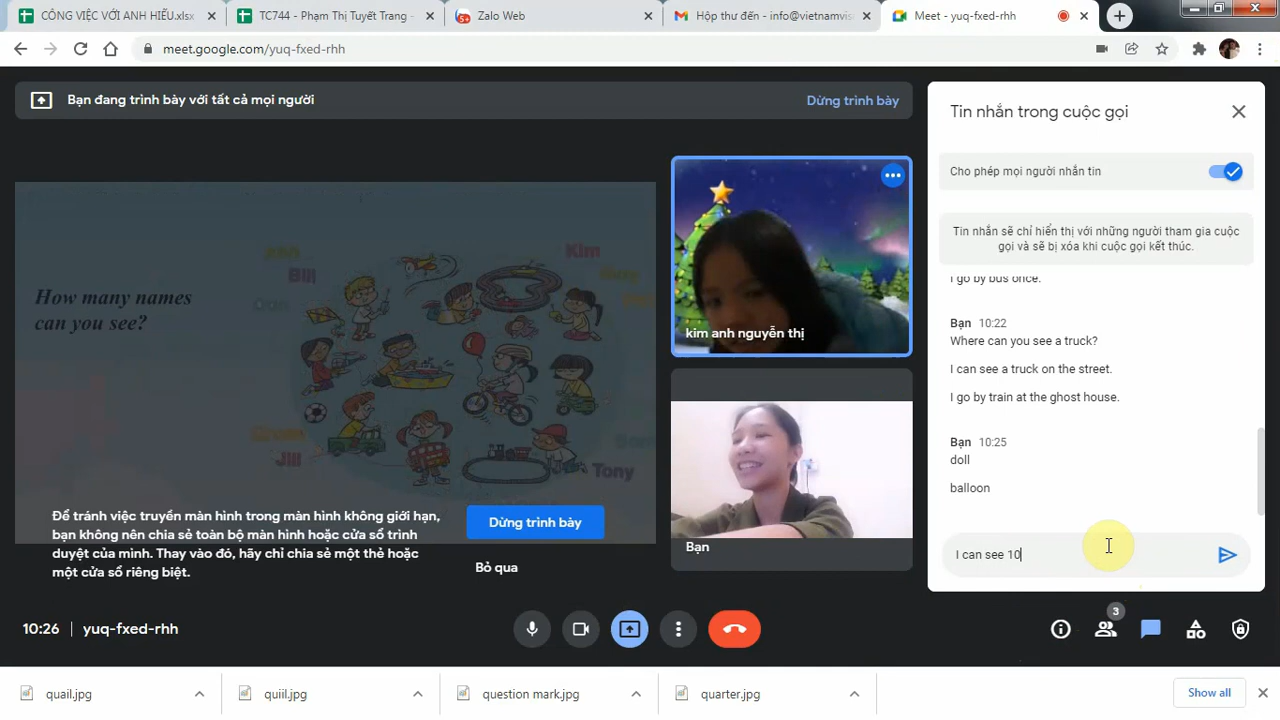 CÔNG VIỆC VỚI ANH HIẾU.xlsx
TC744 - Phạm Thị Tuyết Trang -
Zalo Web
Hộp thư đến - info@vietnamvis
Meet - yuq-fxed-rhh
meet.google.com/yuq-fxed-rhh
Bạn đang trình bày với tất cả mọi người
Dừng trình bày
Tin nhắn trong cuộc gọi
Cho phép mọi người nhắn tin
Tin nhắn sẽ chỉ hiển thị với những người tham gia cuộc
gọi và sẽ bị xóa khi cuộc gọi kết thúc.
I go by bus once.
Bạn 10:22
Where can you see a truck?
I can see a truck on the street.
I go by train at the ghost house.
Bạn 10:25
doll
balloon
I can see 10
How many names
can you see?
Bill
Kim
Jill
Tony
kim anh nguyễn thị
Bạn
Để tránh việc truyền màn hình trong màn hình không giới hạn,
bạn không nên chia sẻ toàn bộ màn hình hoặc cửa sổ trình
duyệt của mình. Thay vào đó, hãy chỉ chia sẻ một thẻ hoặc
một cửa sổ riêng biệt.
Dừng trình bày
Bỏ qua
10:26 | yuq-fxed-rhh
3
quail.jpg
quiil.jpg
question mark.jpg
quarter.jpg
Show all